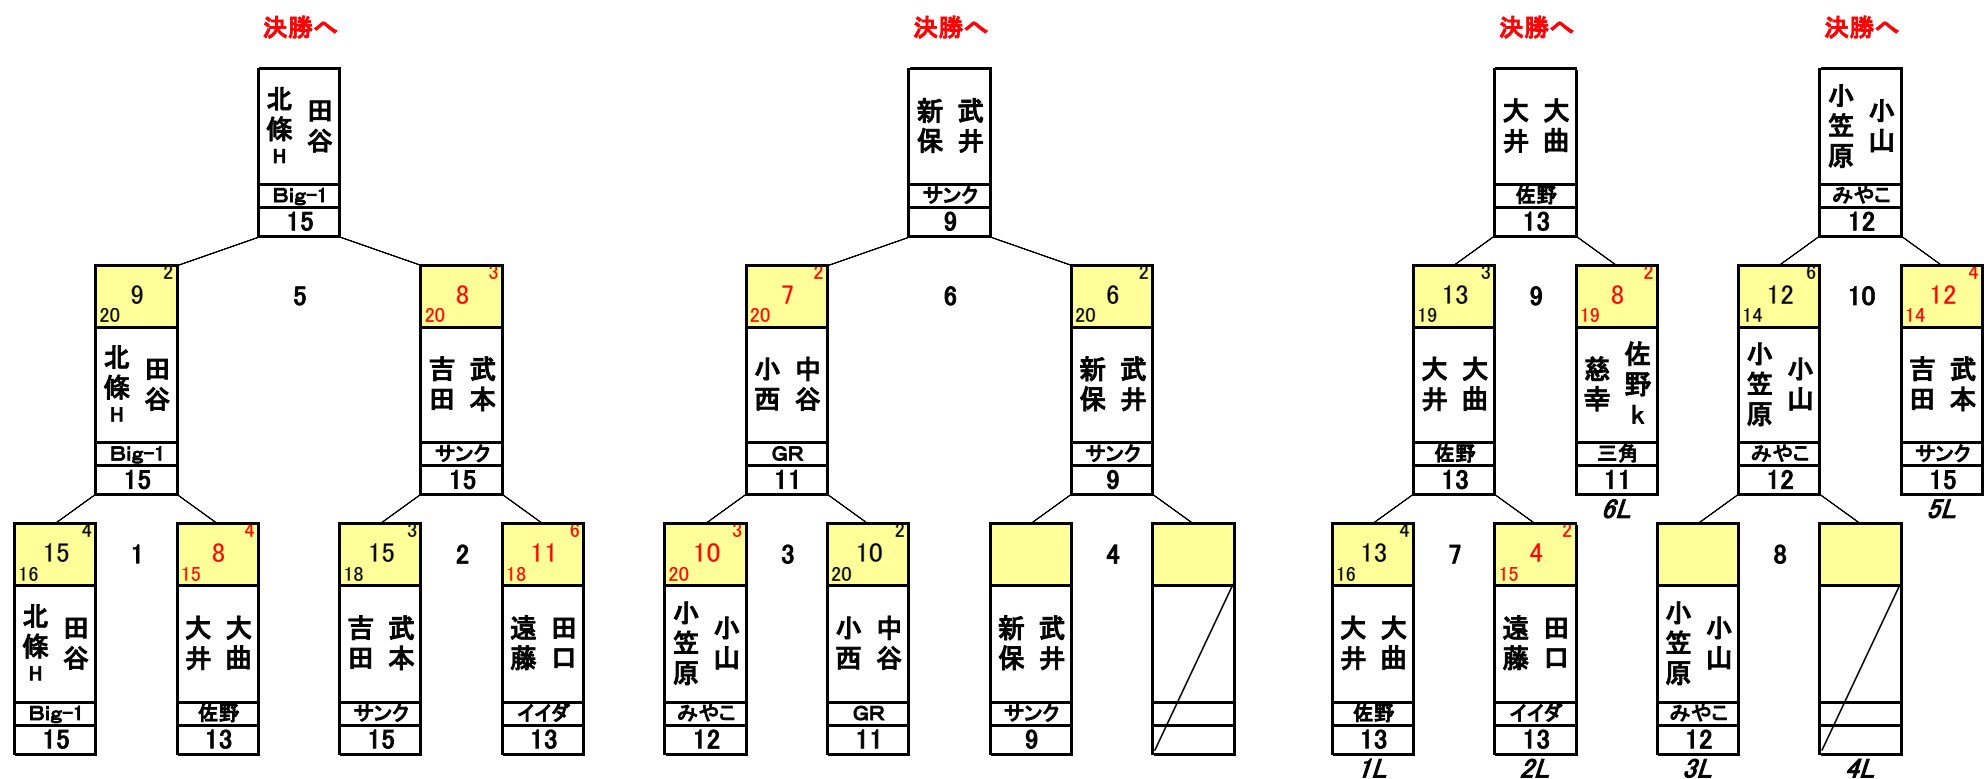 決勝へ 決勝へ 決勝へ 決勝へ
北條H 田谷 新保 武井 大井 大曲 小笠原 小山
Big-1 サンク 佐野 みやこ
15 9 13 12
2 3 2 2 3 2 6 4
9 5 8 7 6 6 13 9 8 12 10 12
20 20 20 20 19 19 14 14
北條H 田谷 吉田 武本 小西 中谷 新保 武井 大井 大曲 慈幸 佐野k 小笠原 小山 吉田 武本
Big-1 サンク GR サンク 佐野 三角 みやこ サンク
15 15 11 9 13 11 12 15
6L 5L
4 4 3 6 3 2 4 2
15 1 8 15 2 11 10 3 10 4 13 7 4 8
16 15 18 18 20 20 16 15
北條H 田谷 大井 大曲 吉田 武本 遠藤 田口 小笠原 小山 小西 中谷 新保 武井 大井 大曲 遠藤 田口 小笠原 小山
Big-1 佐野 サンク イイダ みやこ GR サンク 佐野 イイダ みやこ
15 13 15 13 12 11 9 13 13 12
1L 2L 3L 4L